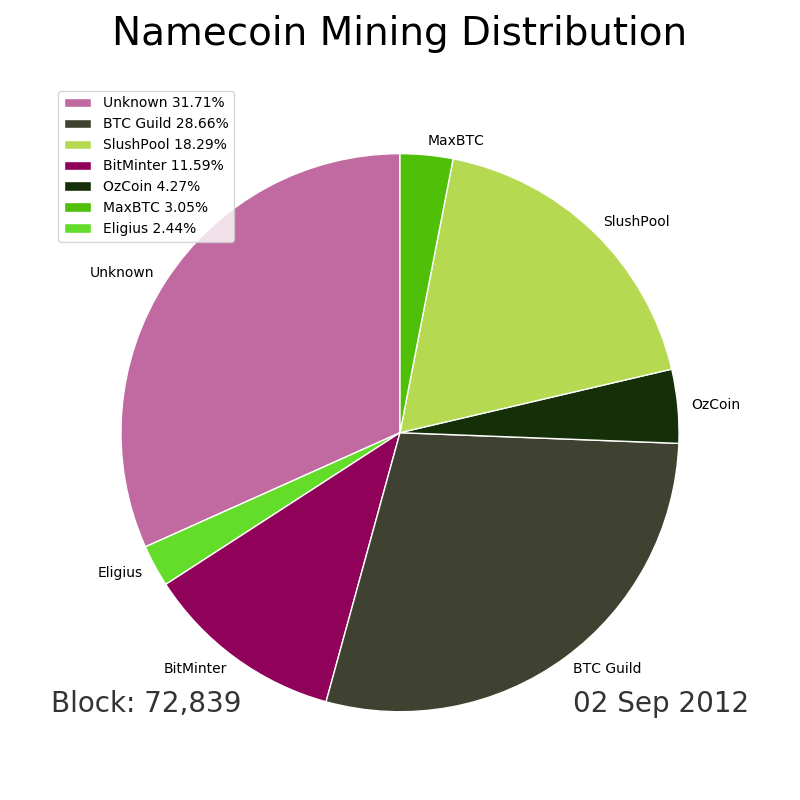 Namecoin Mining Distribution
Unknown 31.71%
BTC Guild 28.66%
SlushPool 18.29%
BitMinter 11.59%
OzCoin 4.27%
MaxBTC 3.05%
Eligius 2.44%
MaxBTC
SlushPool
Unknown
OzCoin
Eligius
BitMinter
BTC Guild
Block: 72,839
02 Sep 2012